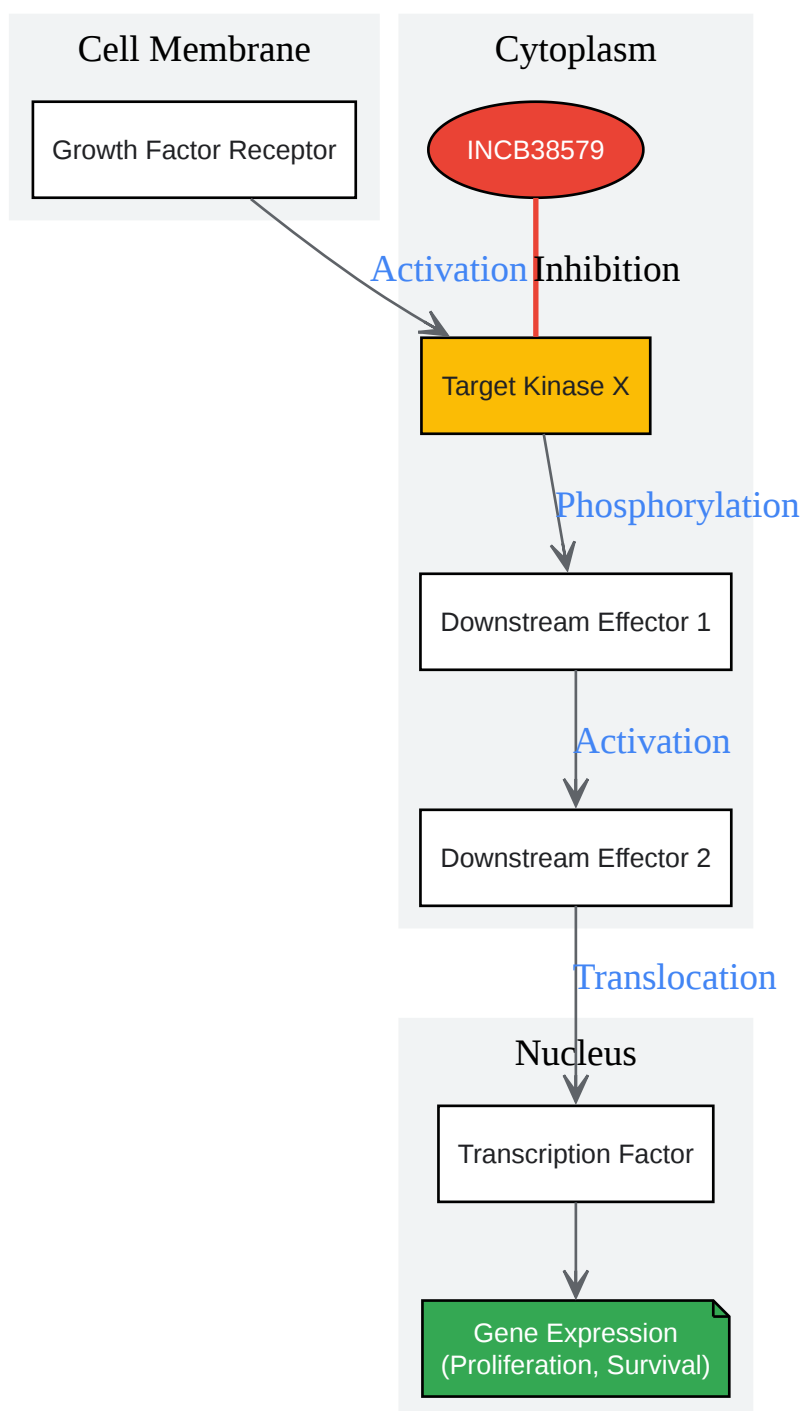 Cell Membrane
Cytoplasm
Growth Factor Receptor
INCB38579
Activation
Inhibition
Target Kinase X
Phosphorylation
Downstream Effector 1
Activation
Downstream Effector 2
Translocation
Nucleus
Transcription Factor
Gene Expression
(Proliferation, Survival)